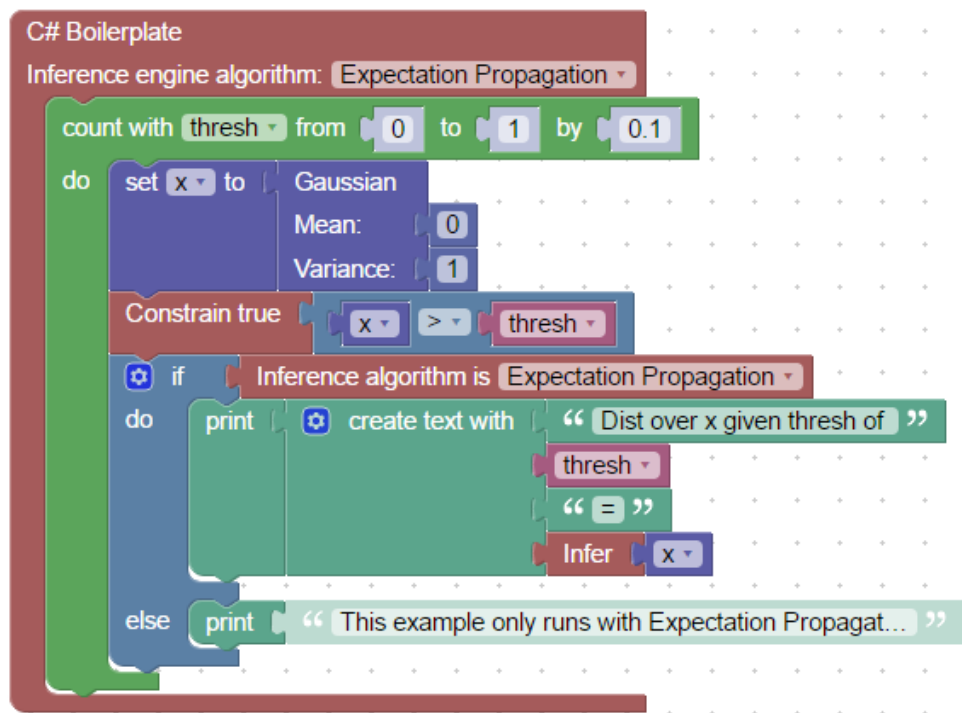 C# Boilerplate
Inference engine algorithm: Expectation Propagation
count with thresh from 0 to 1 by 0.1
do set x to Gaussian
Mean: 0
Variance: 1
Constrain true x > thresh
if Inference algorithm is Expectation Propagation
do print create text with “ Dist over x given thresh of ”
thresh
“ = ”
Infer x
else print “ This example only runs with Expectation Propagat... ”